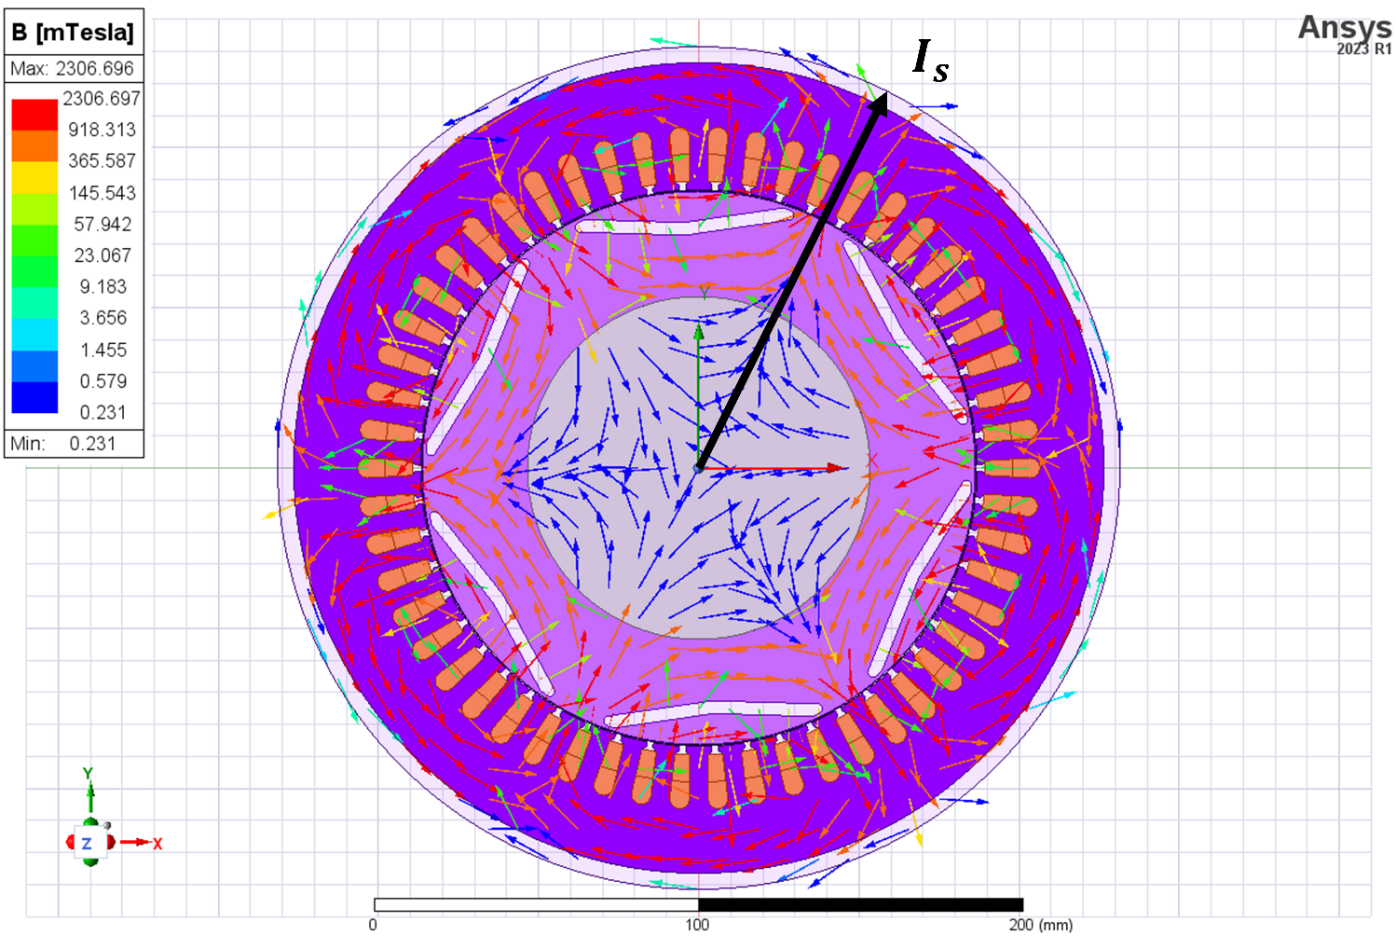 B [mTesla]
Max: 2306.696
2306.697
918.313
365.587
145.543
57.942
23.067
9.183
3.656
1.455
0.579
0.231
Min: 0.231
Ansys
2023 R1
I s
Y
X
Y
Z
X
0
100
200 (mm)